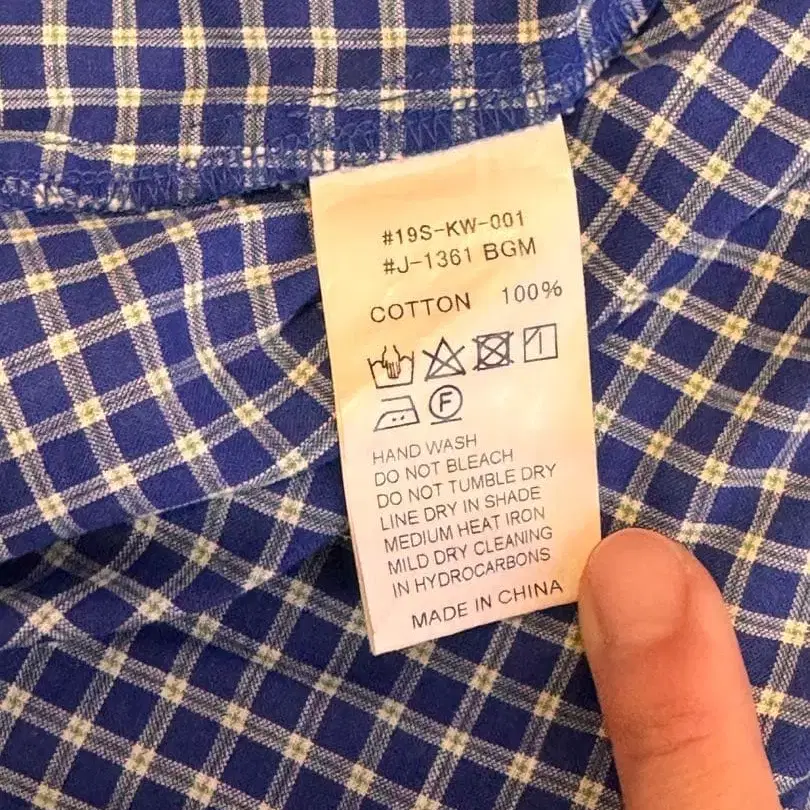 #19S-KW-001
#J-1361 BGM
COTTON 100%
F
HAND WASH
DO NOT BLEACH
DO NOT TUMBLE DRY
LINE DRY IN SHADE
MEDIUM HEAT IRON
MILD DRY CLEANING
IN HYDROCARBONS
MADE IN CHINA